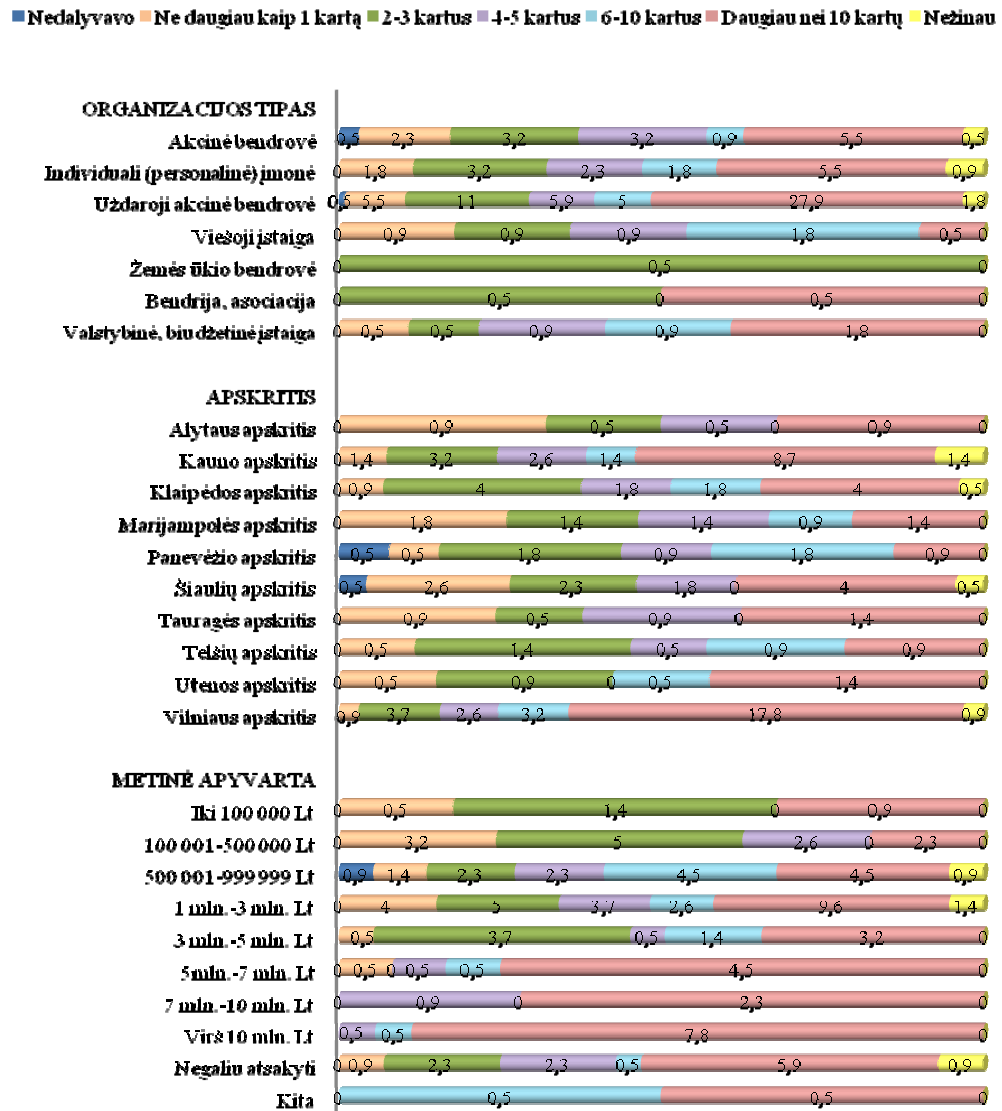 Nedalyvavo Ne daugiau kaip 1 kartą 2-3 kartus 4-5 kartus 6-10 kartus Daugiau nei 10 kartų Nežinau
ORGANIZACIJOS TIPAS
Akcinė bendrovė 0,5 2,3 3,2 3,2 0,9 5,5 0,5
Individuali (personalinė) įmonė 0 1,8 3,2 2,3 1,8 5,5 0,9
Uždaroji akcinė bendrovė 0,5 5,5 11 5,9 5 27,9 1,8
Viešoji įstaiga 0 0,9 0,9 0,9 1,8 0,5 0
Žemės ūkio bendrovė 0 0,5 0
Bendrija, asociacija 0 0,5 0 0,5 0
Valstybinė, biudžetinė įstaiga 0 0,5 0,5 0,9 0,9 1,8 0
APSKRITIS
Alytaus apskritis 0 0,9 0,5 0,5 0 0,9 0
Kauno apskritis 0 1,4 3,2 2,6 1,4 8,7 1,4
Klaipėdos apskritis 0 0,9 4 1,8 1,8 4 0,5
Marijampolės apskritis 0 1,8 1,4 1,4 0,9 1,4 0
Panevėžio apskritis 0,5 0,5 1,8 0,9 1,8 0,9 0
Šiaulių apskritis 0,5 2,6 2,3 1,8 0 4 0,5
Tauragės apskritis 0 0,9 0,5 0,9 0 1,4 0
Telšių apskritis 0 0,5 1,4 0,5 0,9 0,9 0
Utenos apskritis 0 0,5 0,9 0 0,5 1,4 0
Vilniaus apskritis 0 0,9 3,7 2,6 3,2 17,8 0,9
METINĖ APYVARTA
Iki 100 000 Lt 0 0,5 1,4 0 0,9 0
100 001-500 000 Lt 0 3,2 5 2,6 0 2,3 0
500 001-999 999 Lt 0,9 1,4 2,3 2,3 4,5 4,5 0,9
1 mln.-3 mln. Lt 0 4 5 3,7 2,6 9,6 1,4
3 mln.-5 mln. Lt 0 0,5 3,7 0,5 1,4 3,2 0
5mln.-7 mln. Lt 0 0,5 0 0,5 0,5 4,5 0
7 mln.-10 mln. Lt 0 0,9 0 2,3 0
Virš 10 mln. Lt 0 0,5 0,5 7,8 0
Negaliu atsakyti 0 0,9 2,3 2,3 0,5 5,9 0,9
Kita 0 0,5 0,5 0